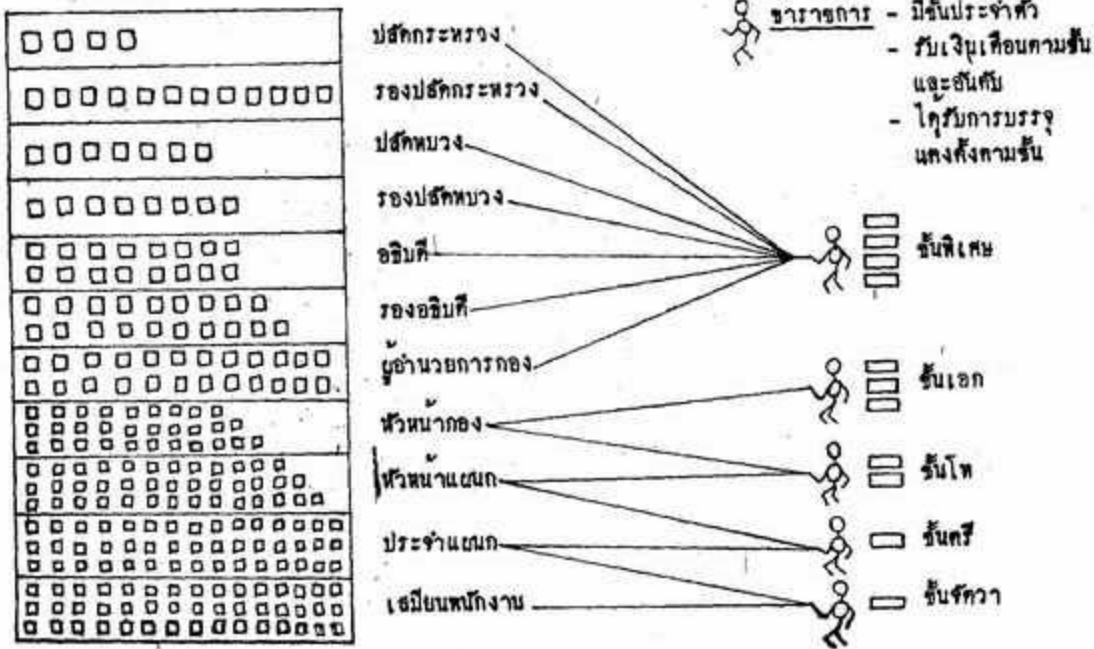 ข้าราชการ - มีชั้นประจำตัว
- รับเงินเดือนตามชั้น
และอันดับ
- ได้รับการบรรจุ
แต่งตั้งตามชั้น
ปลัดกระทรวง
รองปลัดกระทรวง
ปลัดทบวง
รองปลัดทบวง
อธิบดี
รองอธิบดี
ผู้อำนวยการกอง
หัวหน้ากอง
หัวหน้าแผนก
ประจำแผนก
เสมียนพนักงาน
ชั้นพิเศษ
ชั้นเอก
ชั้นโท
ชั้นตรี
ชั้นจัตวา